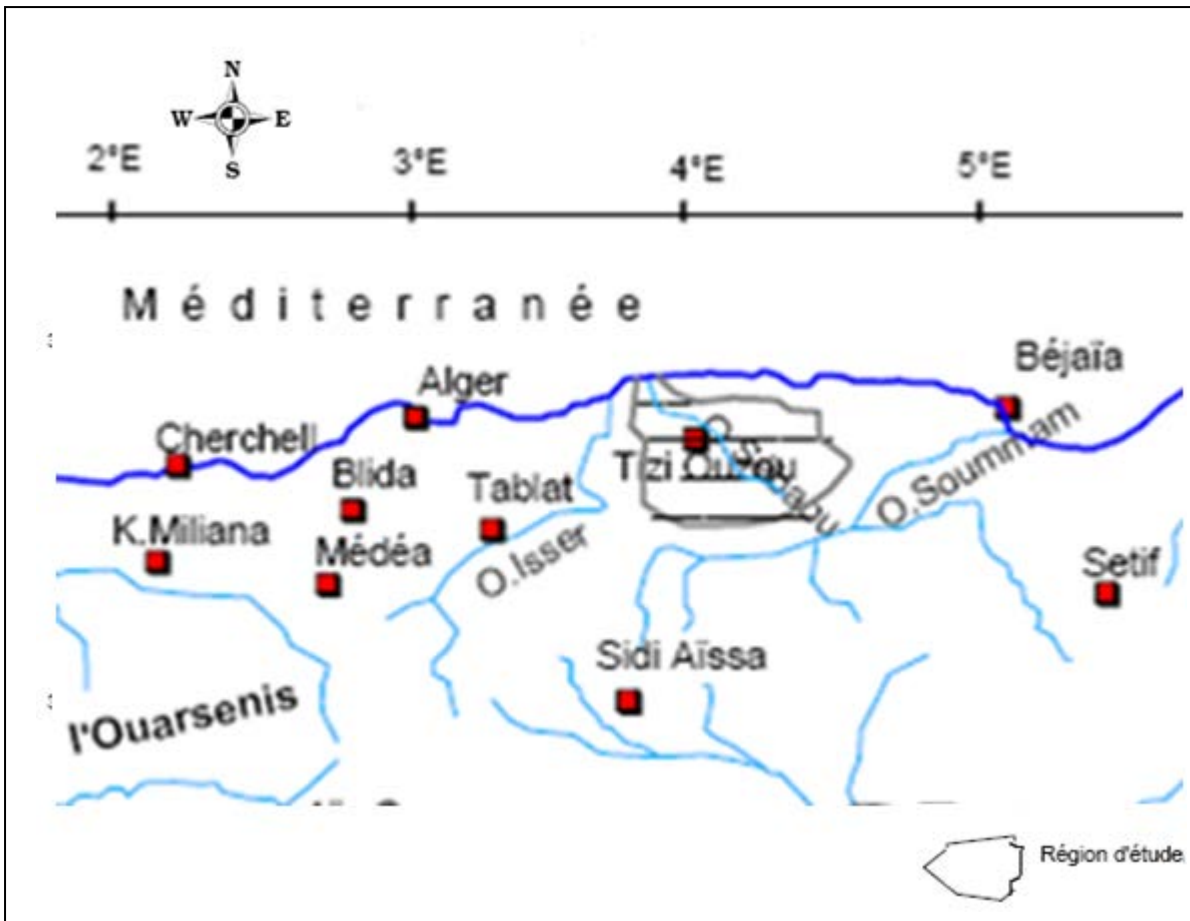 N
W E
S
2°E 3°E 4°E 5°E
Méditerranée
Béjaïa
Alger
Cherchell
Blida
Tablat
Tizi Ouzou
O.Soummam
K.Miliana
Médéa
O.Isser
Setif
Sidi Aïssa
l'Ouarsenis
Région d'étude